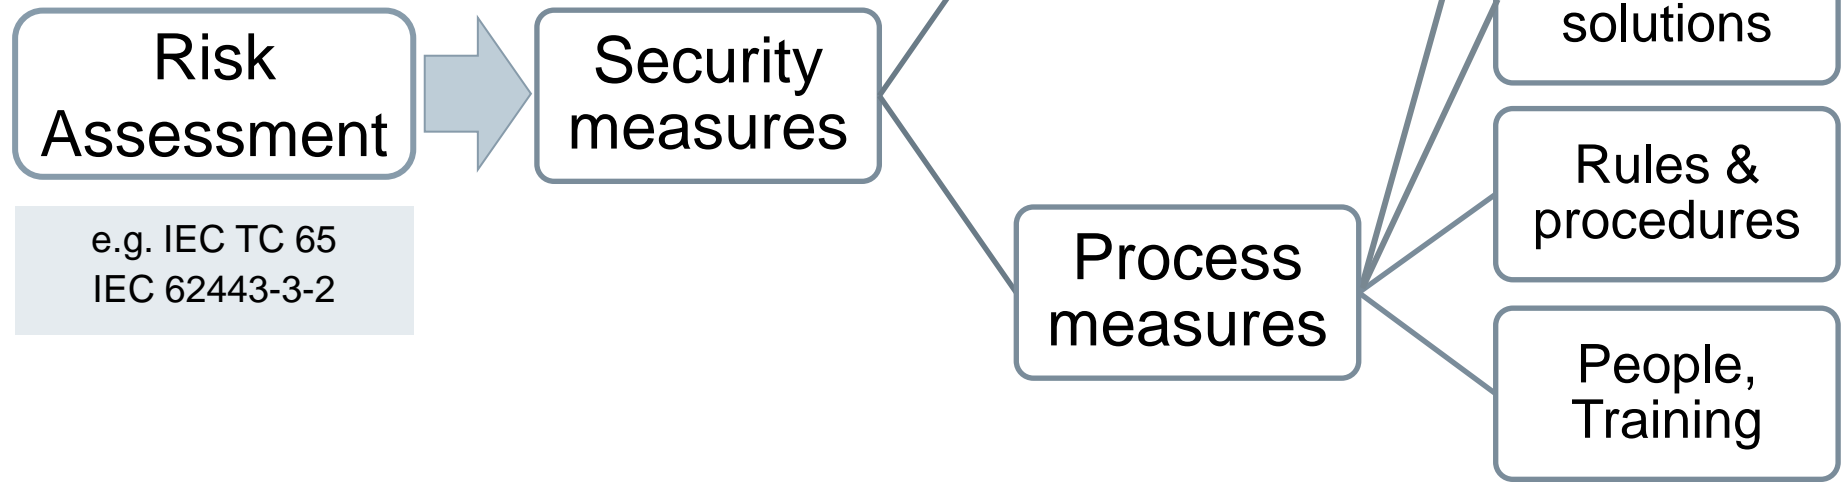 Risk
Assessment
e.g. IEC TC 65
IEC 62443-3-2
Security
measures
Process
measures
solutions
Rules &
procedures
People,
Training